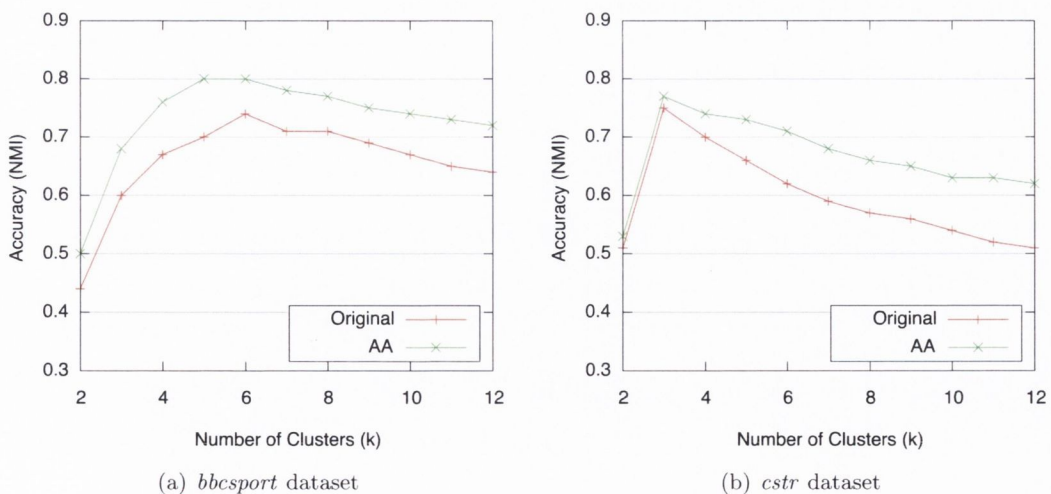 0.9
0.8
0.7
0.6
0.5
0.4
0.3
Accuracy (NMI)
Original
AA
2 4 6 8 10 12
Number of Clusters (k)
(a) bbcsport dataset
0.9
0.8
0.7
0.6
0.5
0.4
0.3
Accuracy (NMI)
Original
AA
2 4 6 8 10 12
Number of Clusters (k)
(b) cstr dataset